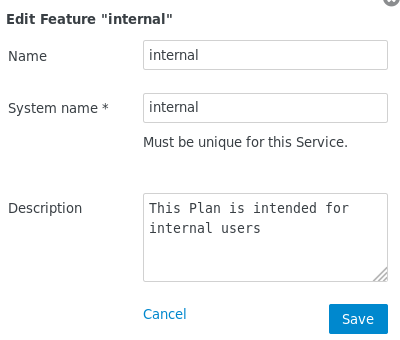 Edit Feature "internal"
Name
internal
System name *
internal
Must be unique for this Service.
Description
This Plan is intended for
internal users
Cancel
Save